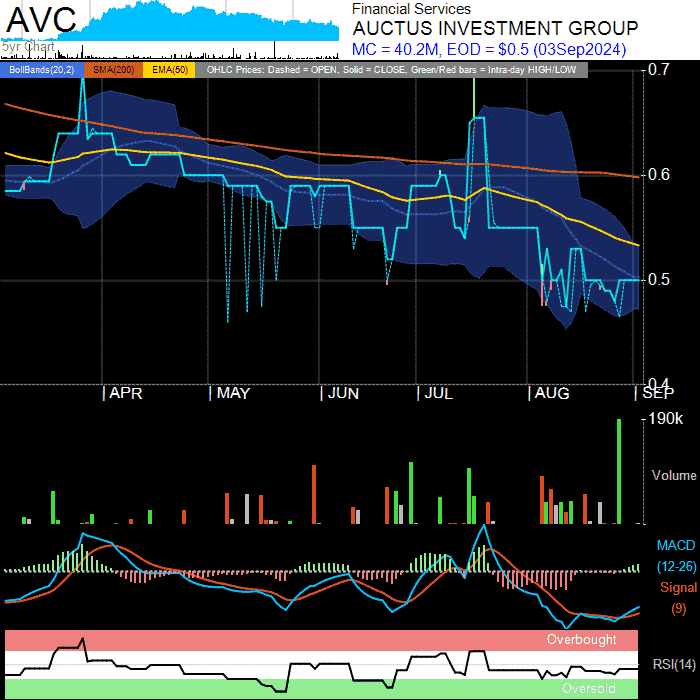 AVC
5yr Chart
Financial Services
AUCTUS INVESTMENT GROUP
MC = 40.2M, EOD = $0.5 (03Sep2024)
BollBands(20,2) SMA(200) EMA(50) OHLC Prices: Dashed = OPEN, Solid = CLOSE, Green/Red bars = Intra-day HIGH/LOW
0.7
0.6
0.5
0.4
| APR | MAY | JUN | JUL | AUG | SEP
190k
Volume
MACD
(12-26)
Signal
(9)
Overbought
RSI(14)
Oversold